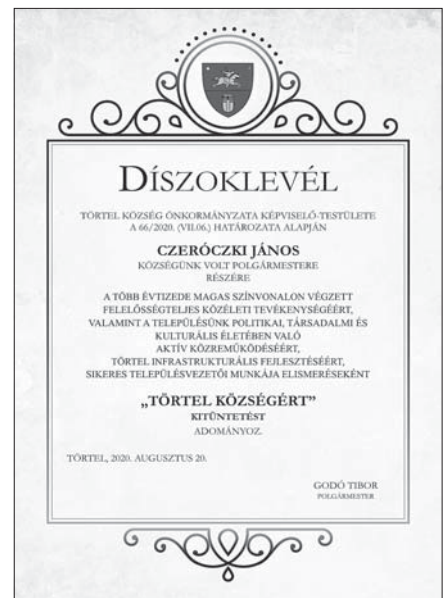 DÍSZOKLEVÉL
TÖRTEL KÖZSÉG ÖNKORMÁNYZATA KÉPVISELŐ-TESTÜLETE
A 66/2020. (VII.06.) HATÁROZATA ALAPJÁN
CZERÓCZKI JÁNOS
KÖZSÉGÜNK VOLT POLGÁRMESTERE
RÉSZÉRE
A TÖBB ÉVTIZEDE MAGAS SZÍNVONALON VÉGZETT
FELELŐSSÉGTELJES KÖZÉLETI TEVÉKENYSÉGÉÉRT,
VALAMINT A TELEPÜLÉSÜNK POLITIKAI, TÁRSADALMI ÉS
KULTURÁLIS ÉLETÉBEN VALÓ
AKTÍV KÖZREMŰKÖDÉSÉÉRT,
TÖRTEL INFRASTRUKTURÁLIS FEJLESZTÉSÉÉRT,
SIKERES TELEPÜLÉSVEZETŐI MUNKÁJA ELISMERÉSEKÉNT
„TÖRTEL KÖZSÉGÉRT”
KITÜNTETÉST
ADOMÁNYOZ.
TÖRTEL, 2020. AUGUSZTUS 20.
GODÓ TIBOR
POLGÁRMESTER